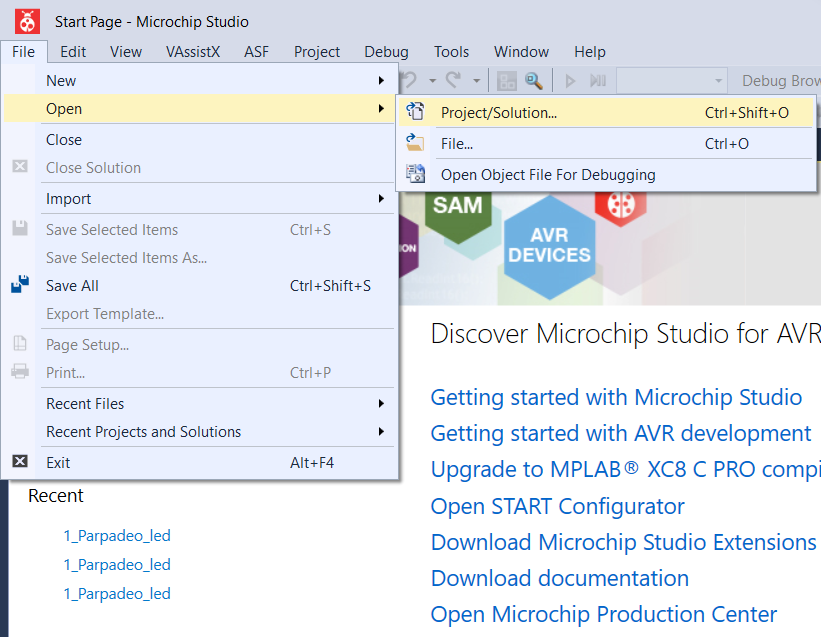 Start Page - Microchip Studio
File Edit View VAssistX ASF Project Debug Tools Window Help
Debug Brow
New
Open
Close
Close Solution
Import
Save Selected Items Ctrl+S
Save Selected Items As...
Save All Ctrl+Shift+S
Export Template...
Page Setup...
Print... Ctrl+P
Recent Files
Recent Projects and Solutions
Exit Alt+F4
Project/Solution... Ctrl+Shift+O
File... Ctrl+O
Open Object File For Debugging
SAM
ION
AVR
DEVICES
Discover Microchip Studio for AVR
Getting started with Microchip Studio
Getting started with AVR development
Upgrade to MPLAB® XC8 C PRO compi
Open START Configurator
Download Microchip Studio Extensions
Download documentation
Open Microchip Production Center
Recent
1_Parpadeo_led
1_Parpadeo_led
1_Parpadeo_led